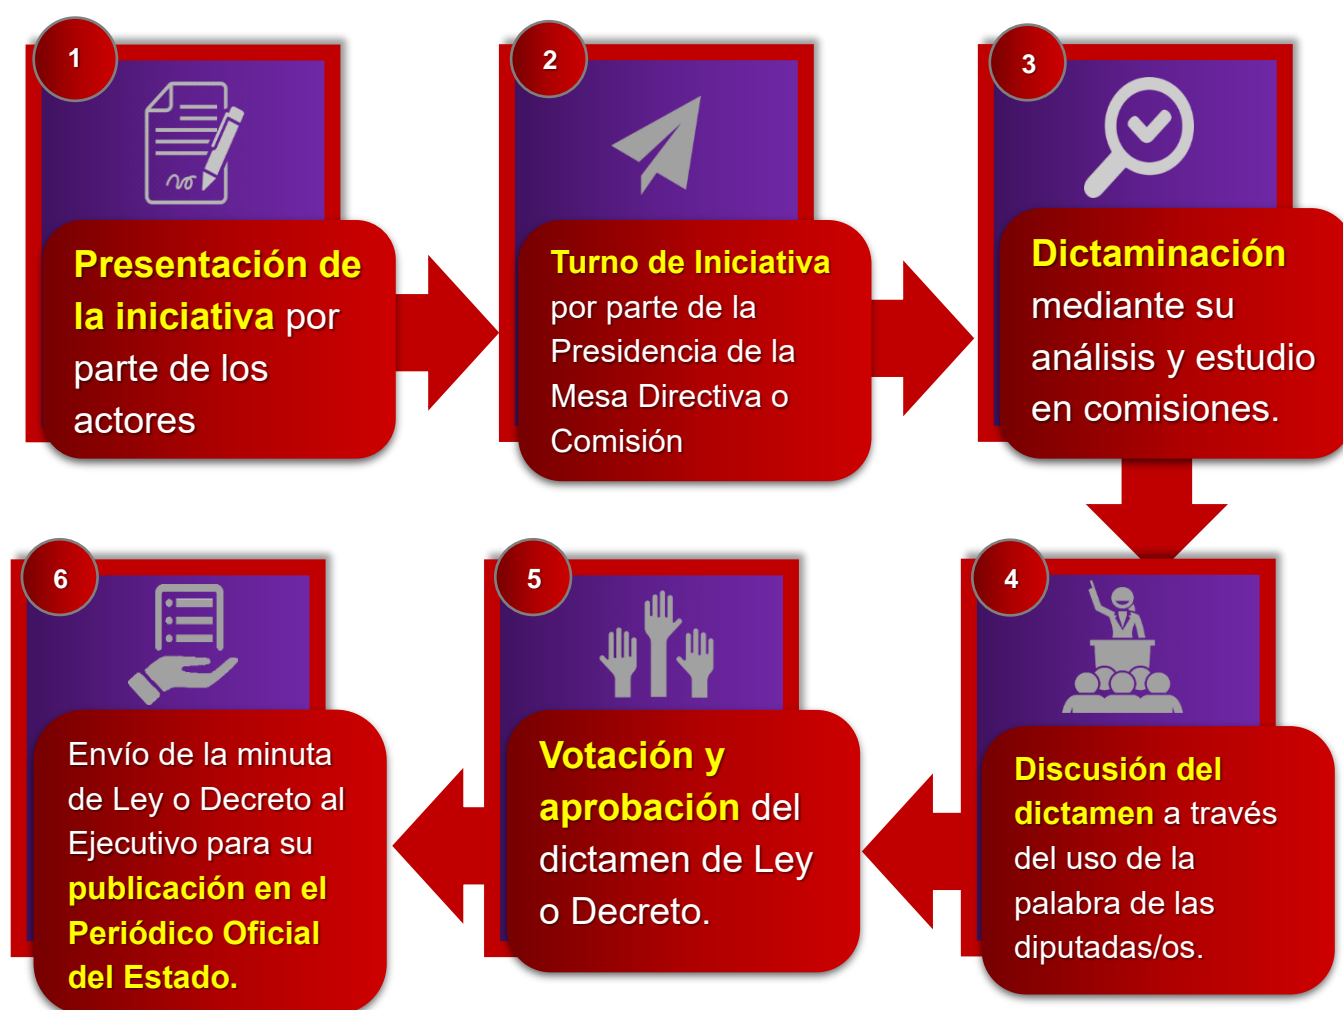 1
Presentación de
la iniciativa por
parte de los
actores
2
Turno de Iniciativa
por parte de la
Presidencia de la
Mesa Directiva o
Comisión
3
Dictaminación
mediante su
análisis y estudio
en comisiones.
4
Discusión del
dictamen a través
del uso de la
palabra de las
diputadas/os.
5
Votación y
aprobación del
dictamen de Ley
o Decreto.
6
Envío de la minuta
de Ley o Decreto al
Ejecutivo para su
publicación en el
Periódico Oficial
del Estado.